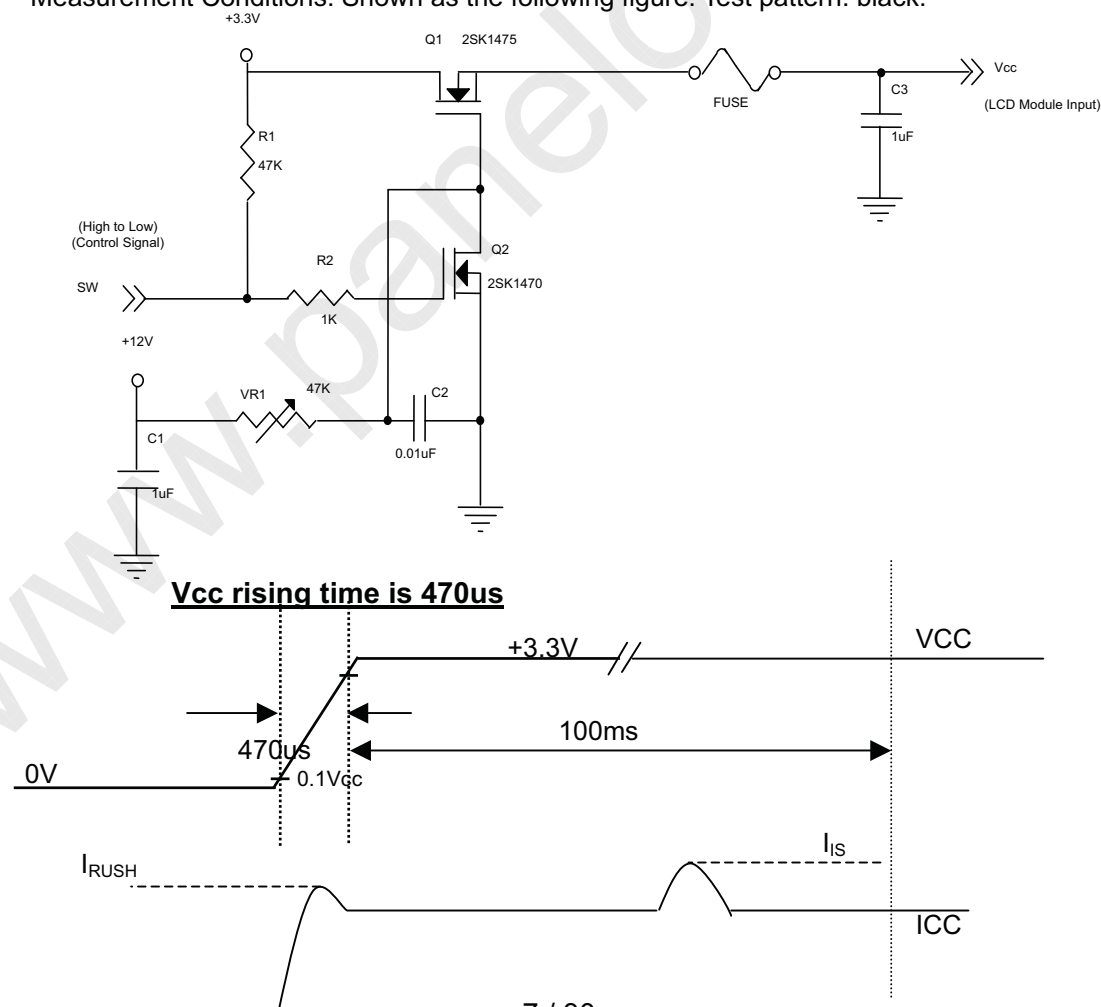 Measurement Conditions: Shown as the following figure. Test pattern: black.
+3.3V
Q1 2SK1475
Vcc
FUSE
C3
(LCD Module Input)
1uF
R1
47K
(High to Low)
(Control Signal)
R2
Q2
SW
2SK1470
1K
+12V
VR1 47K
C2
C1
0.01uF
1uF
Vcc rising time is 470us
+3.3V
VCC
100ms
470us
0V
0.1Vcc
IIS
IRUSH
ICC
www.panelo